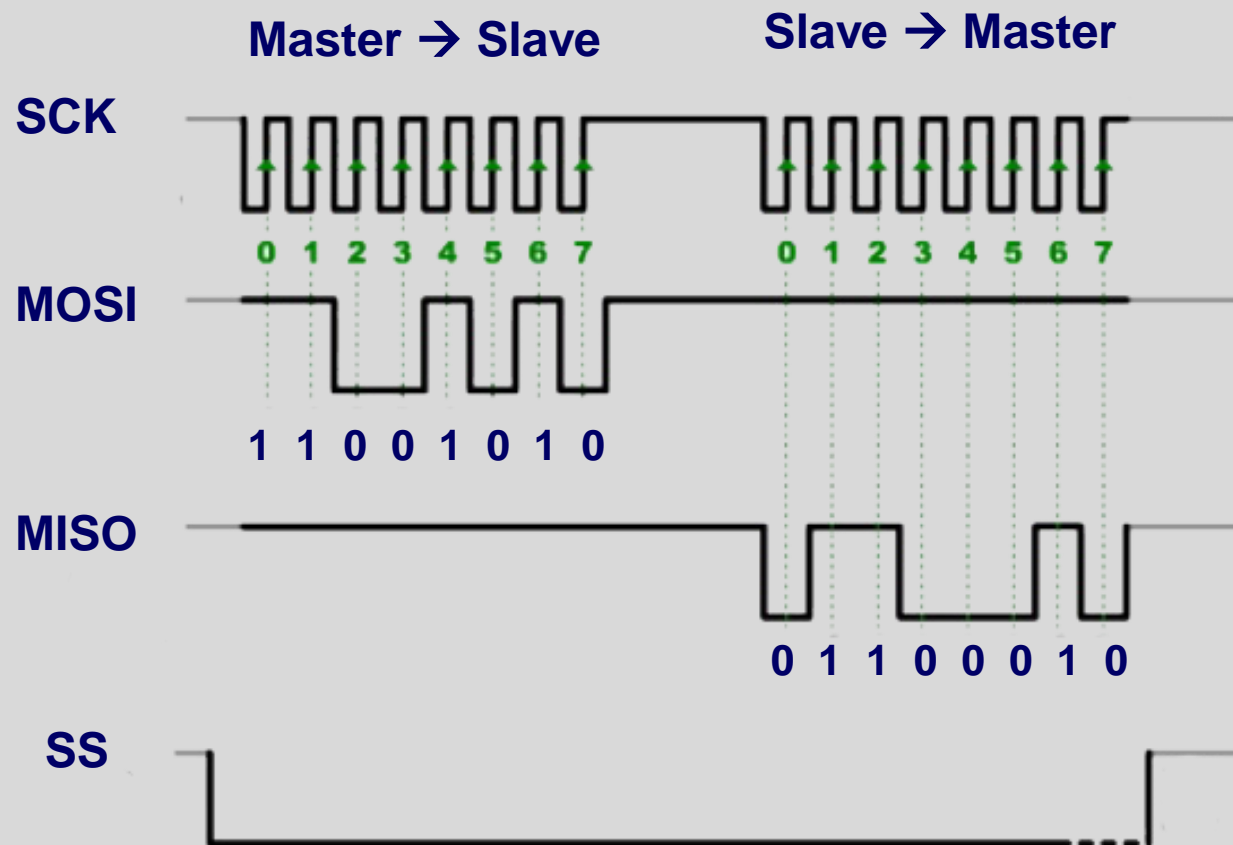 Master → Slave
Slave → Master
SCK
0 1 2 3 4 5 6 7
0 1 2 3 4 5 6 7
MOSI
1 1 0 0 1 0 1 0
MISO
0 1 1 0 0 0 1 0
SS